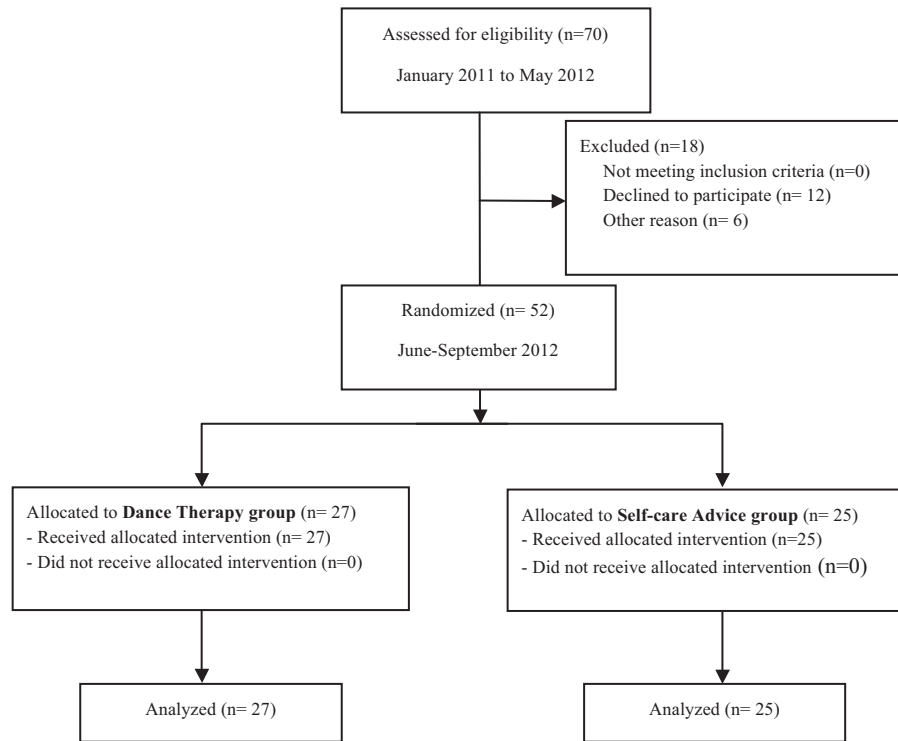 Assessed for eligibility (n=70)
January 2011 to May 2012
Excluded (n=18)
Not meeting inclusion criteria (n=0)
Declined to participate (n= 12)
Other reason (n= 6)
Randomized (n= 52)
June-September 2012
Allocated to Dance Therapy group (n= 27)
- Received allocated intervention (n= 27)
- Did not receive allocated intervention (n=0)
Allocated to Self-care Advice group (n= 25)
- Received allocated intervention (n=25)
- Did not receive allocated intervention (n=0)
Analyzed (n= 27)
Analyzed (n= 25)